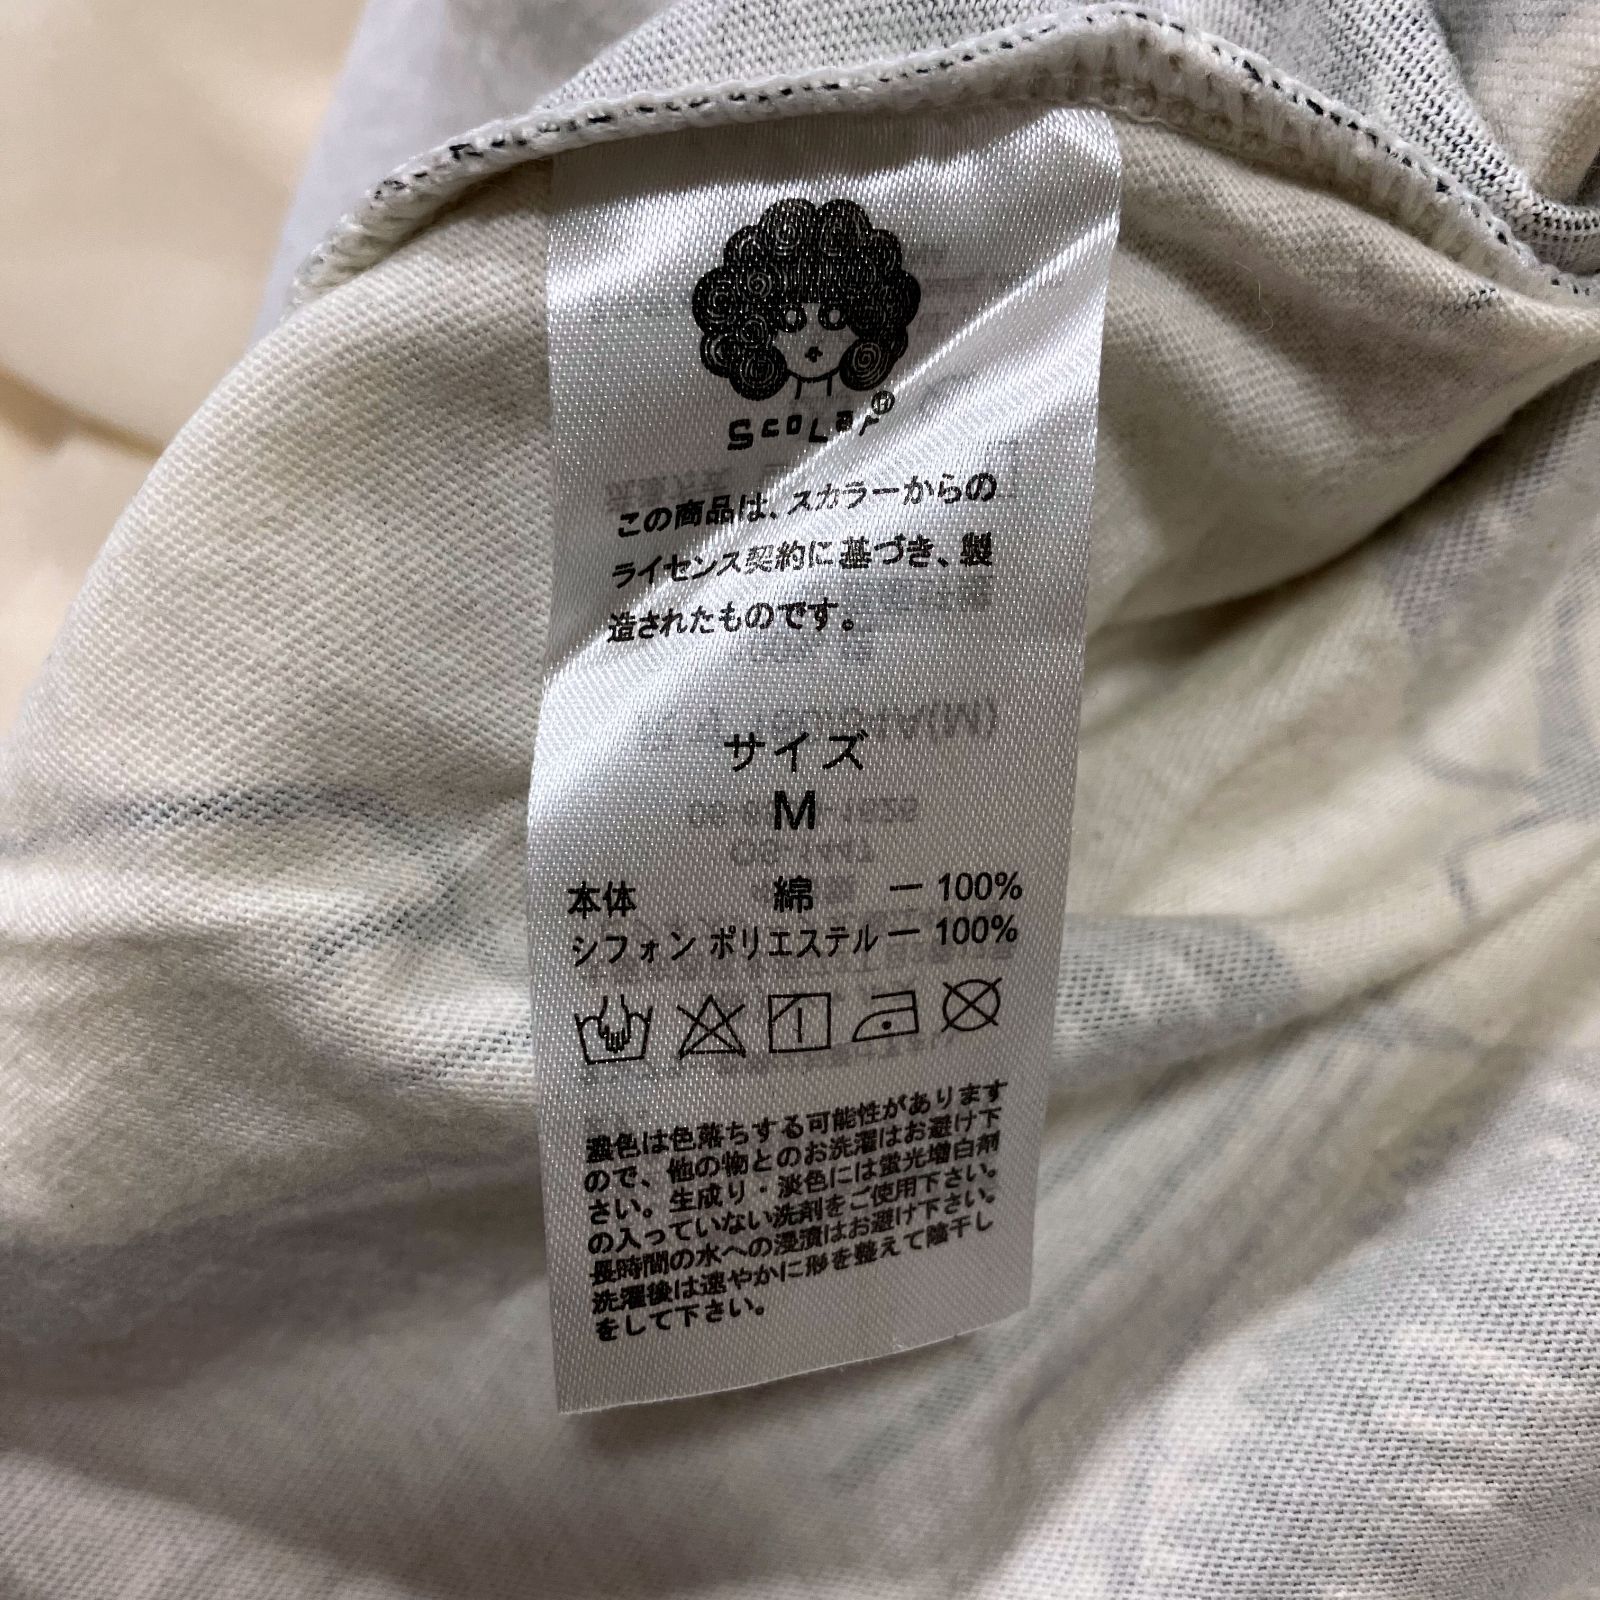 ScoLar®
この商品は、スカラーからの
ライセンス契約に基づき、製
造されたものです。
サイズ
M
本体 綿 ー 100%
シフォン ポリエステル ー 100%
濃色は色落ちする可能性があります
ので、他の物とのお洗濯はお避け下
さい。生成り・淡色には蛍光増白剤
の入っていない洗剤をご使用下さい。
長時間の水への浸漬はお避け下さい。
洗濯後は速やかに形を整えて陰干し
をして下さい。